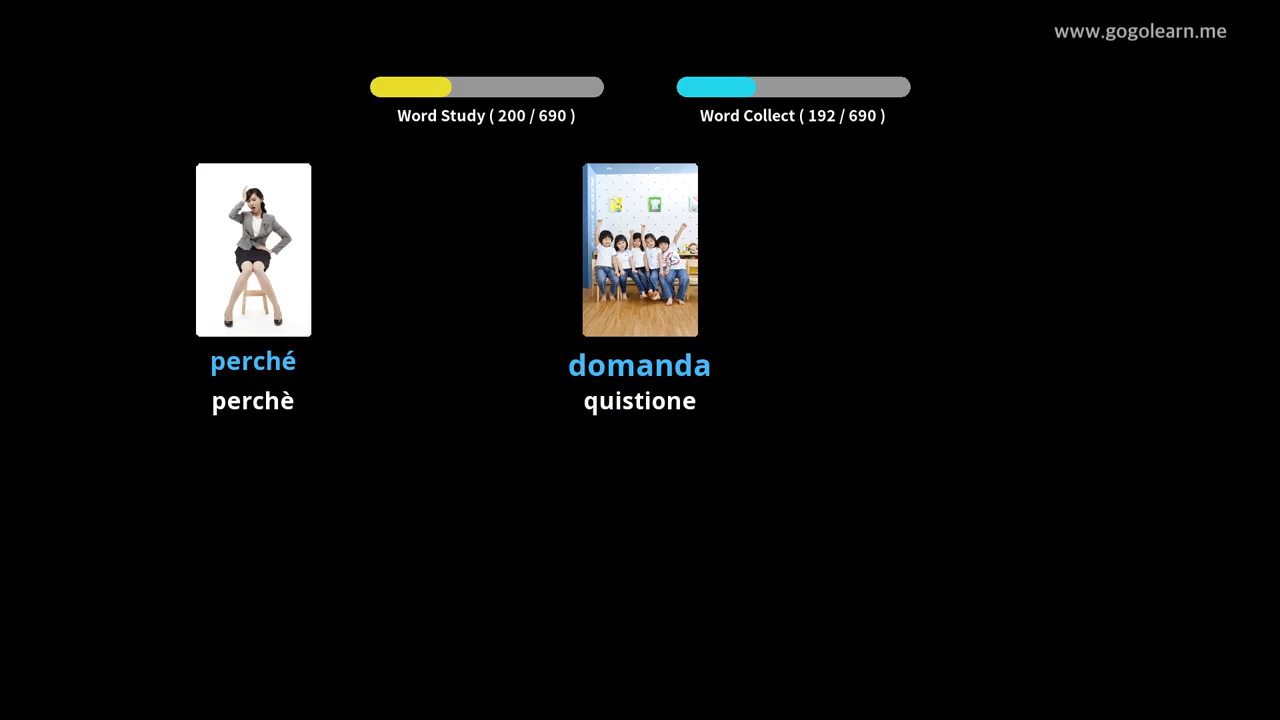 www.gogolearn.me
Word Study ( 200 / 690 )
Word Collect ( 192 / 690 )
perché
perchè
domanda
quistione